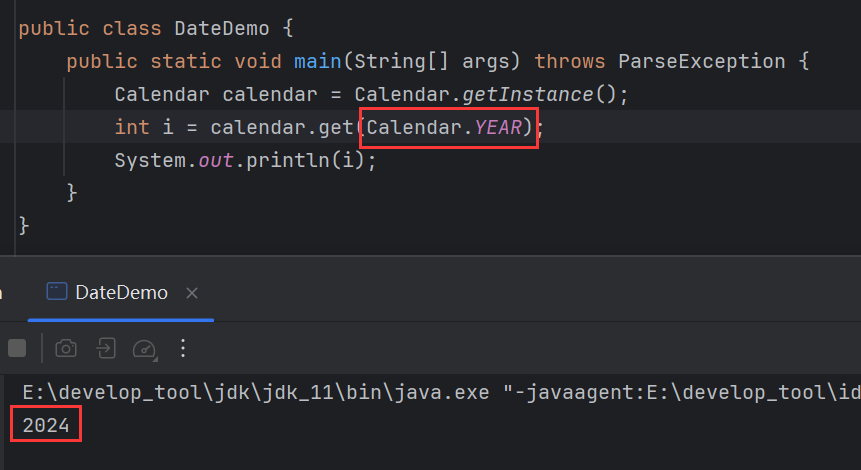 public class DateDemo {
public static void main(String[] args) throws ParseException {
Calendar calendar = Calendar.getInstance();
int i = calendar.get(Calendar.YEAR);
System.out.println(i);
}
}
DateDemo ×
E:\develop_tool\jdk\jdk_11\bin\java.exe "-javaagent:E:\develop_tool\id
2024